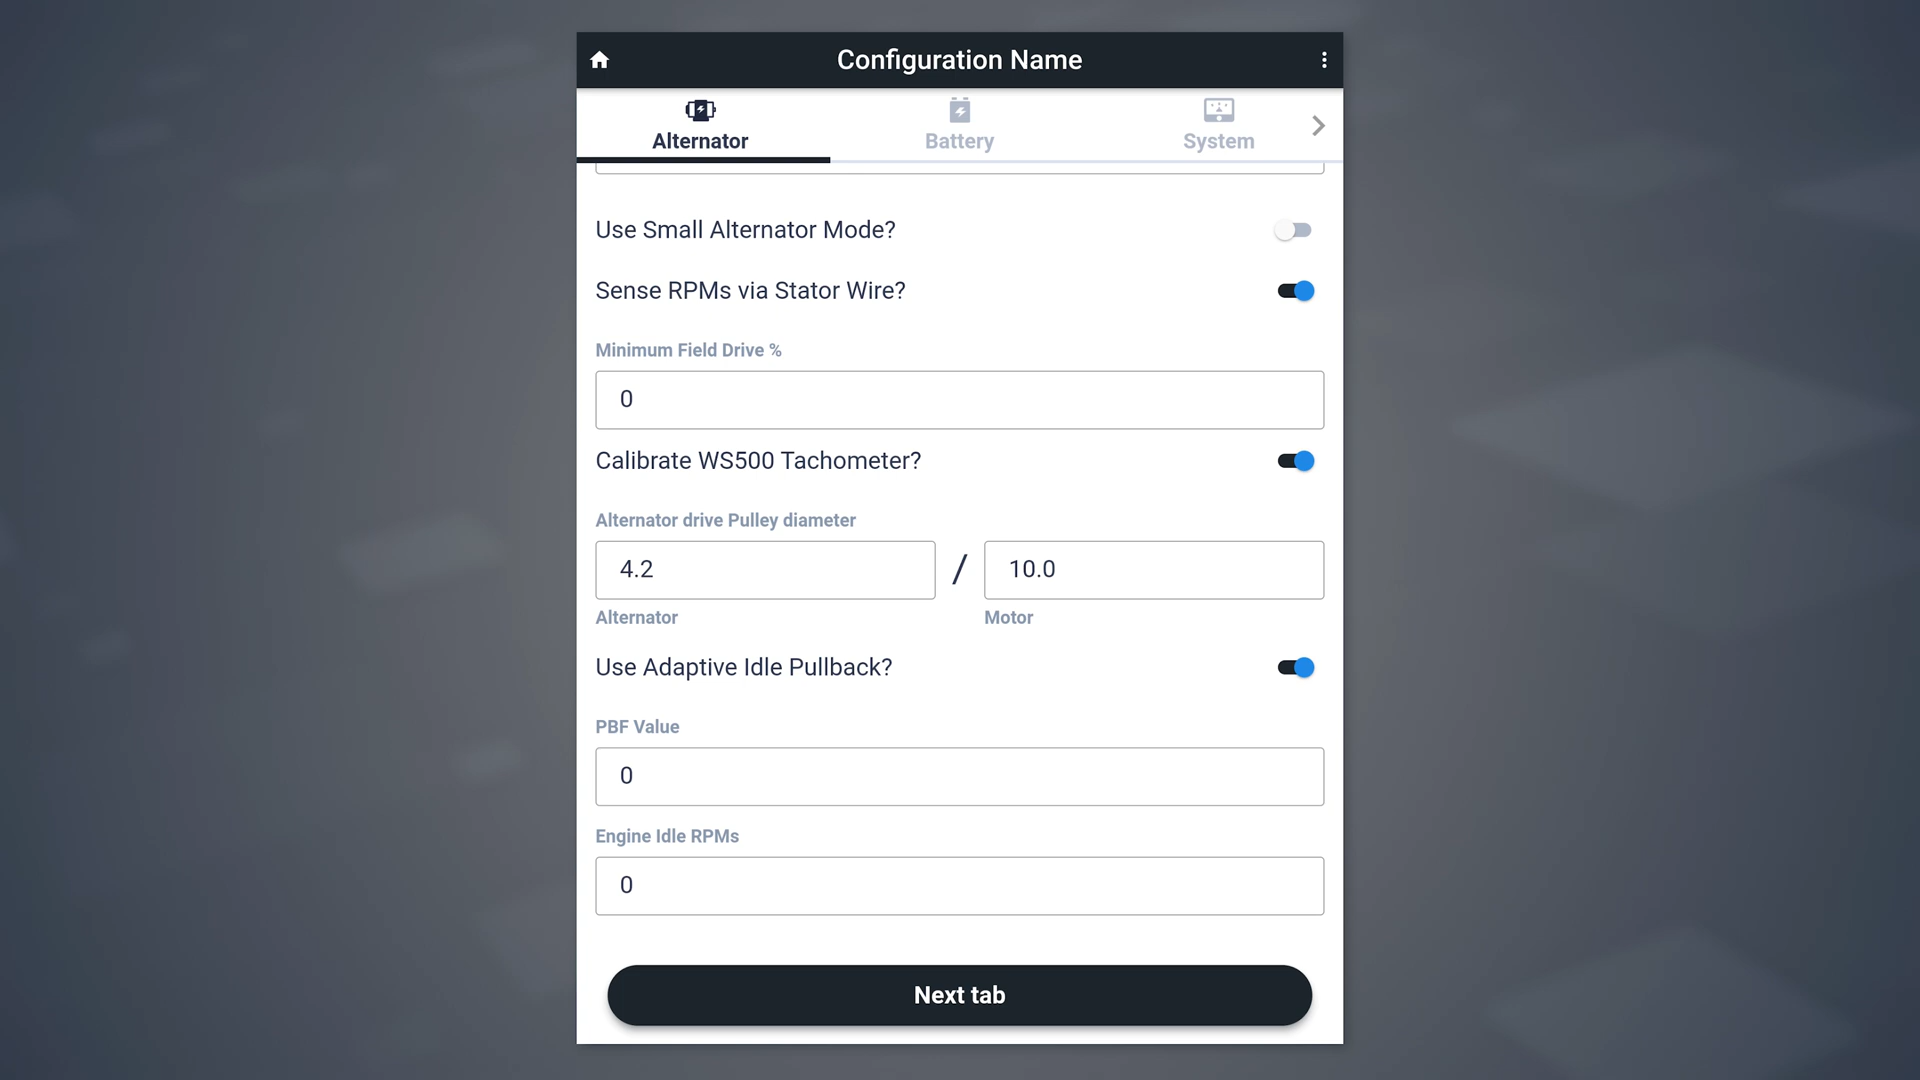 Configuration Name
Alternator
Battery
System
Use Small Alternator Mode?
Sense RPMs via Stator Wire?
Minimum Field Drive %
0
Calibrate WS500 Tachometer?
Alternator drive Pulley diameter
4.2 / 10.0
Alternator Motor
Use Adaptive Idle Pullback?
PBF Value
0
Engine Idle RPMs
0
Next tab